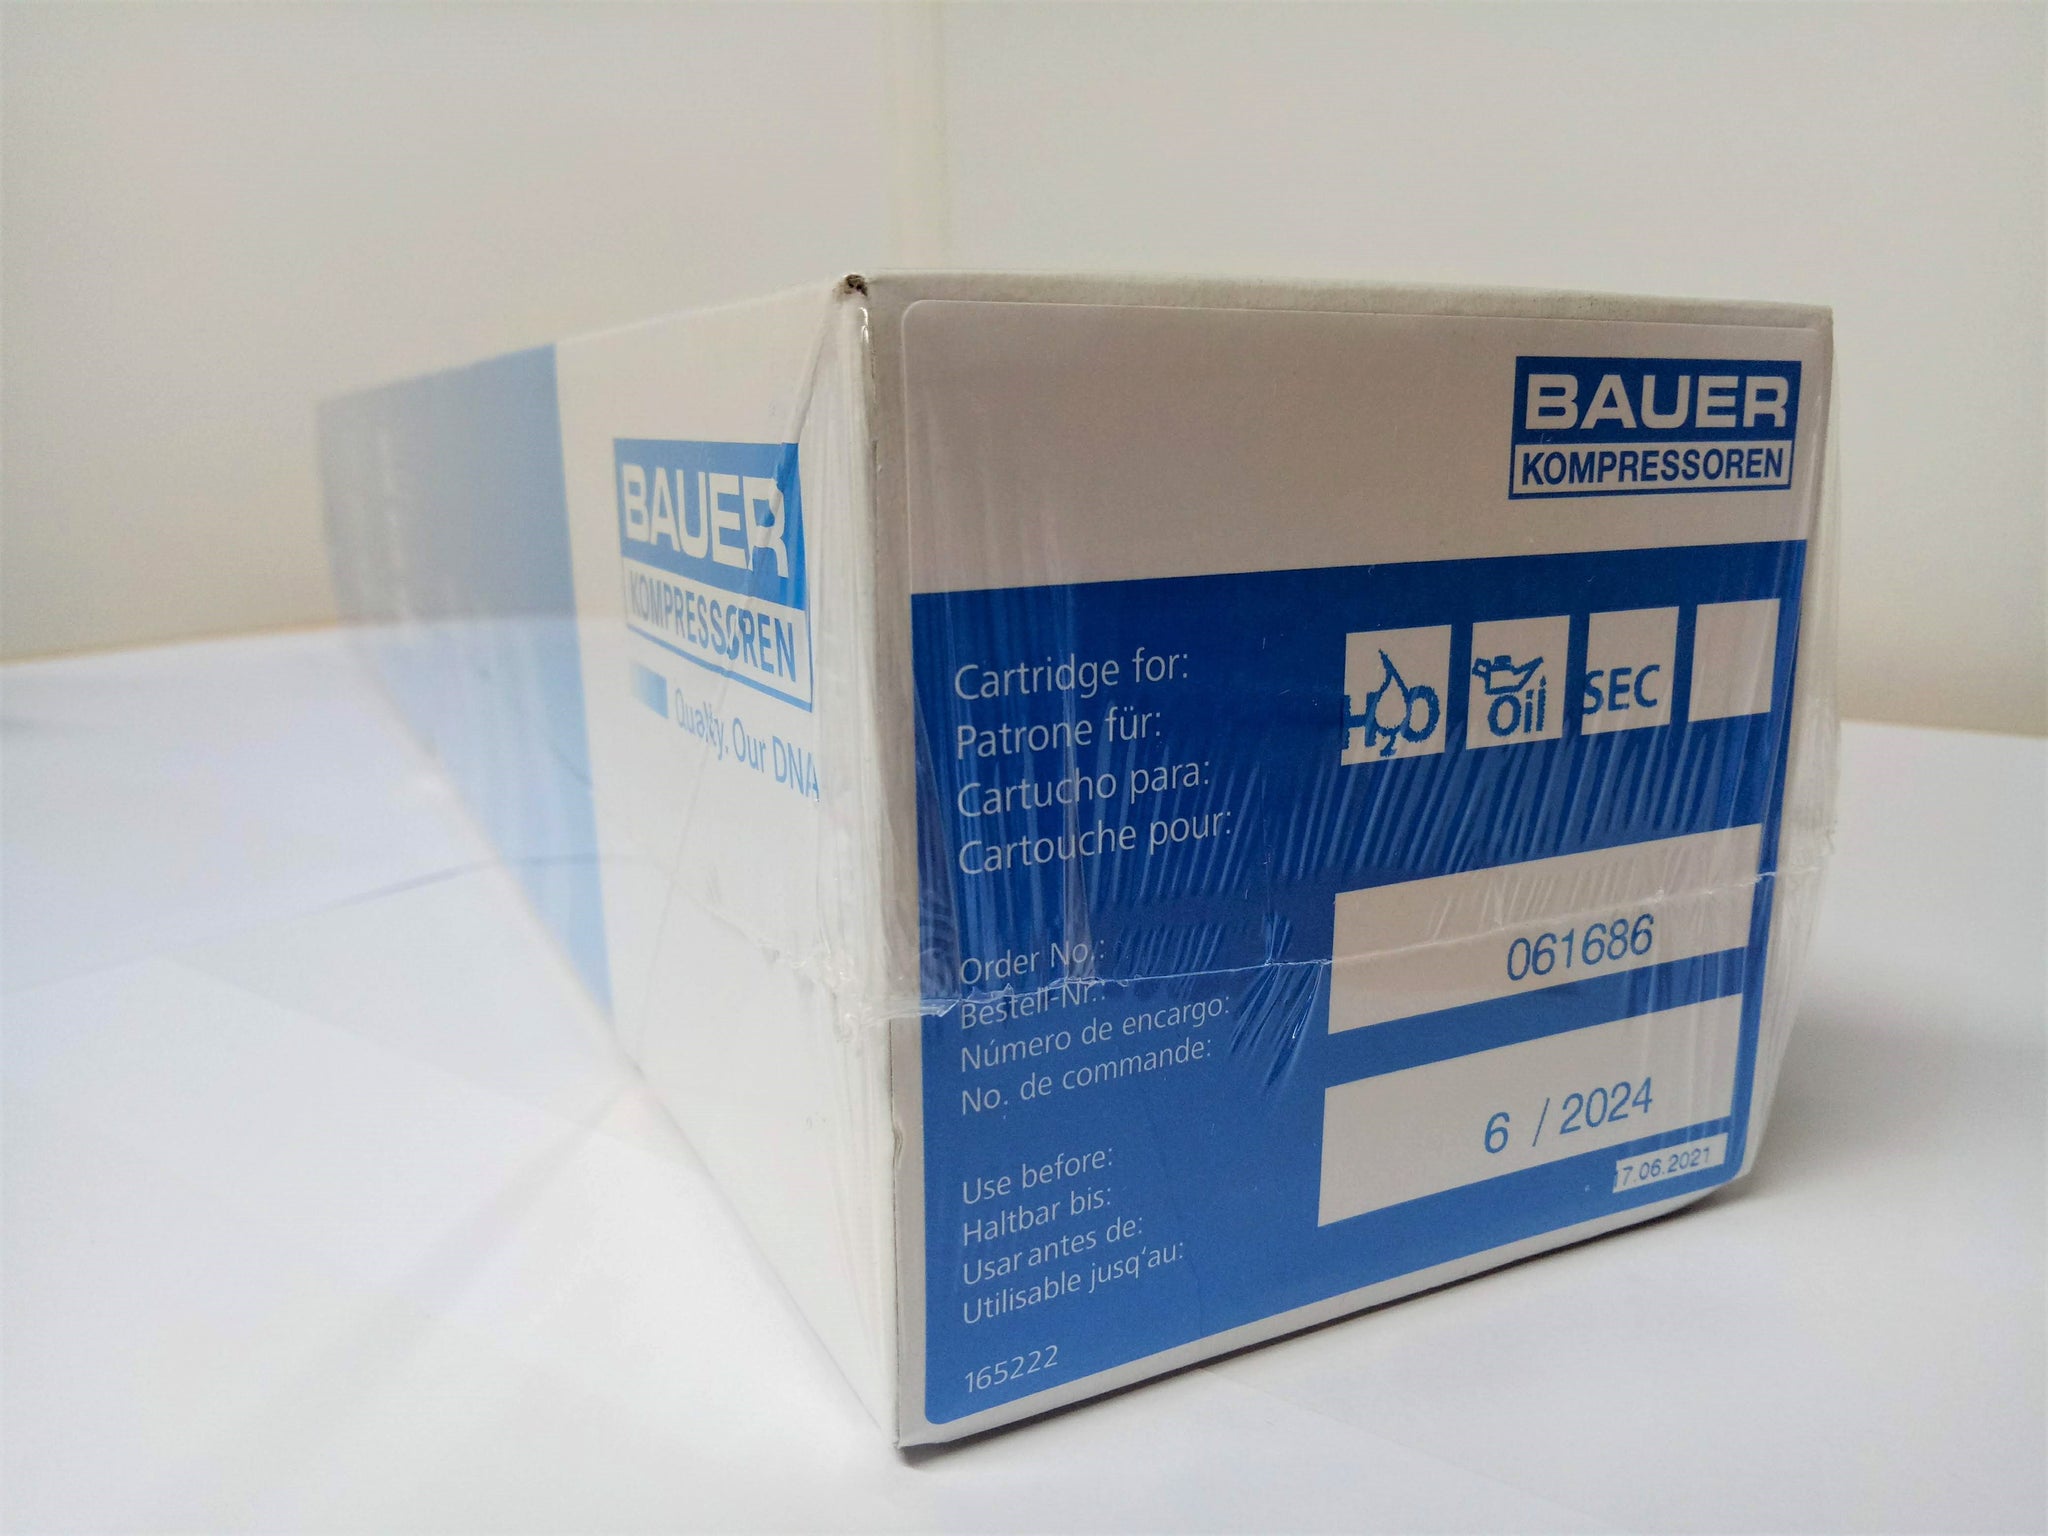 BAUER
KOMPRESSOREN
Quality. Our DNA
BAUER
KOMPRESSOREN
Cartridge for:
Patrone für:
Cartucho para:
Cartouche pour:
H2O
Oil
SEC
Order No.:
Bestell-Nr.:
Número de encargo:
No. de commande:
061686
Use before:
Haltbar bis:
Usar antes de:
Utilisable jusq'au:
6 / 2024
17.06.2021
165222